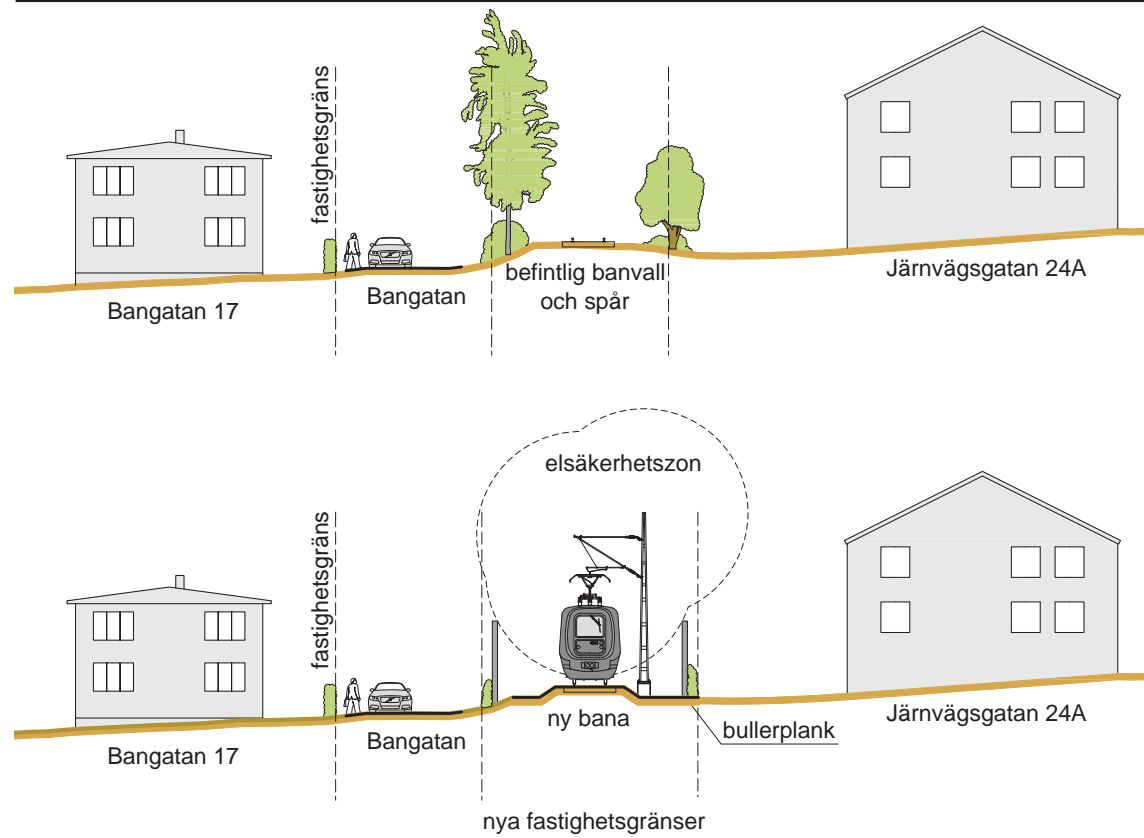 fastighetsgräns
Bangatan 17
Bangatan
befintlig banvall
och spår
Järnvägsgatan 24A
elsäkerhetszon
fastighetsgräns
Bangatan 17
Bangatan
ny bana
bullerplank
Järnvägsgatan 24A
nya fastighetsgränser